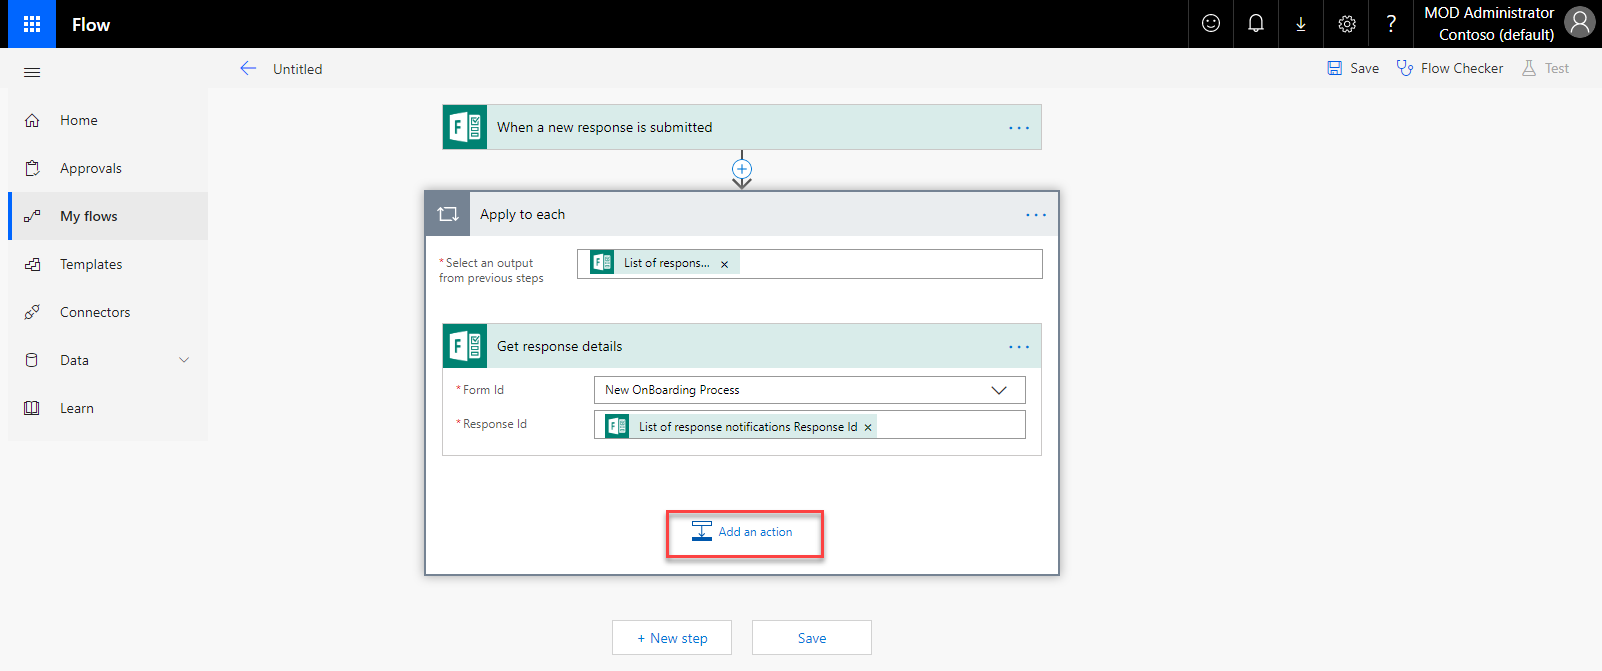 Flow
?
MOD Administrator
Contoso (default)
Untitled
Save
Flow Checker
Test
Home
Approvals
My flows
Templates
Connectors
Data
Learn
F
When a new response is submitted
...
Apply to each
...
*Select an output
from previous steps
F
List of respons... ×
F
Get response details
...
*Form Id
New OnBoarding Process
*Response Id
F
List of response notifications Response Id ×
Add an action
+ New step
Save